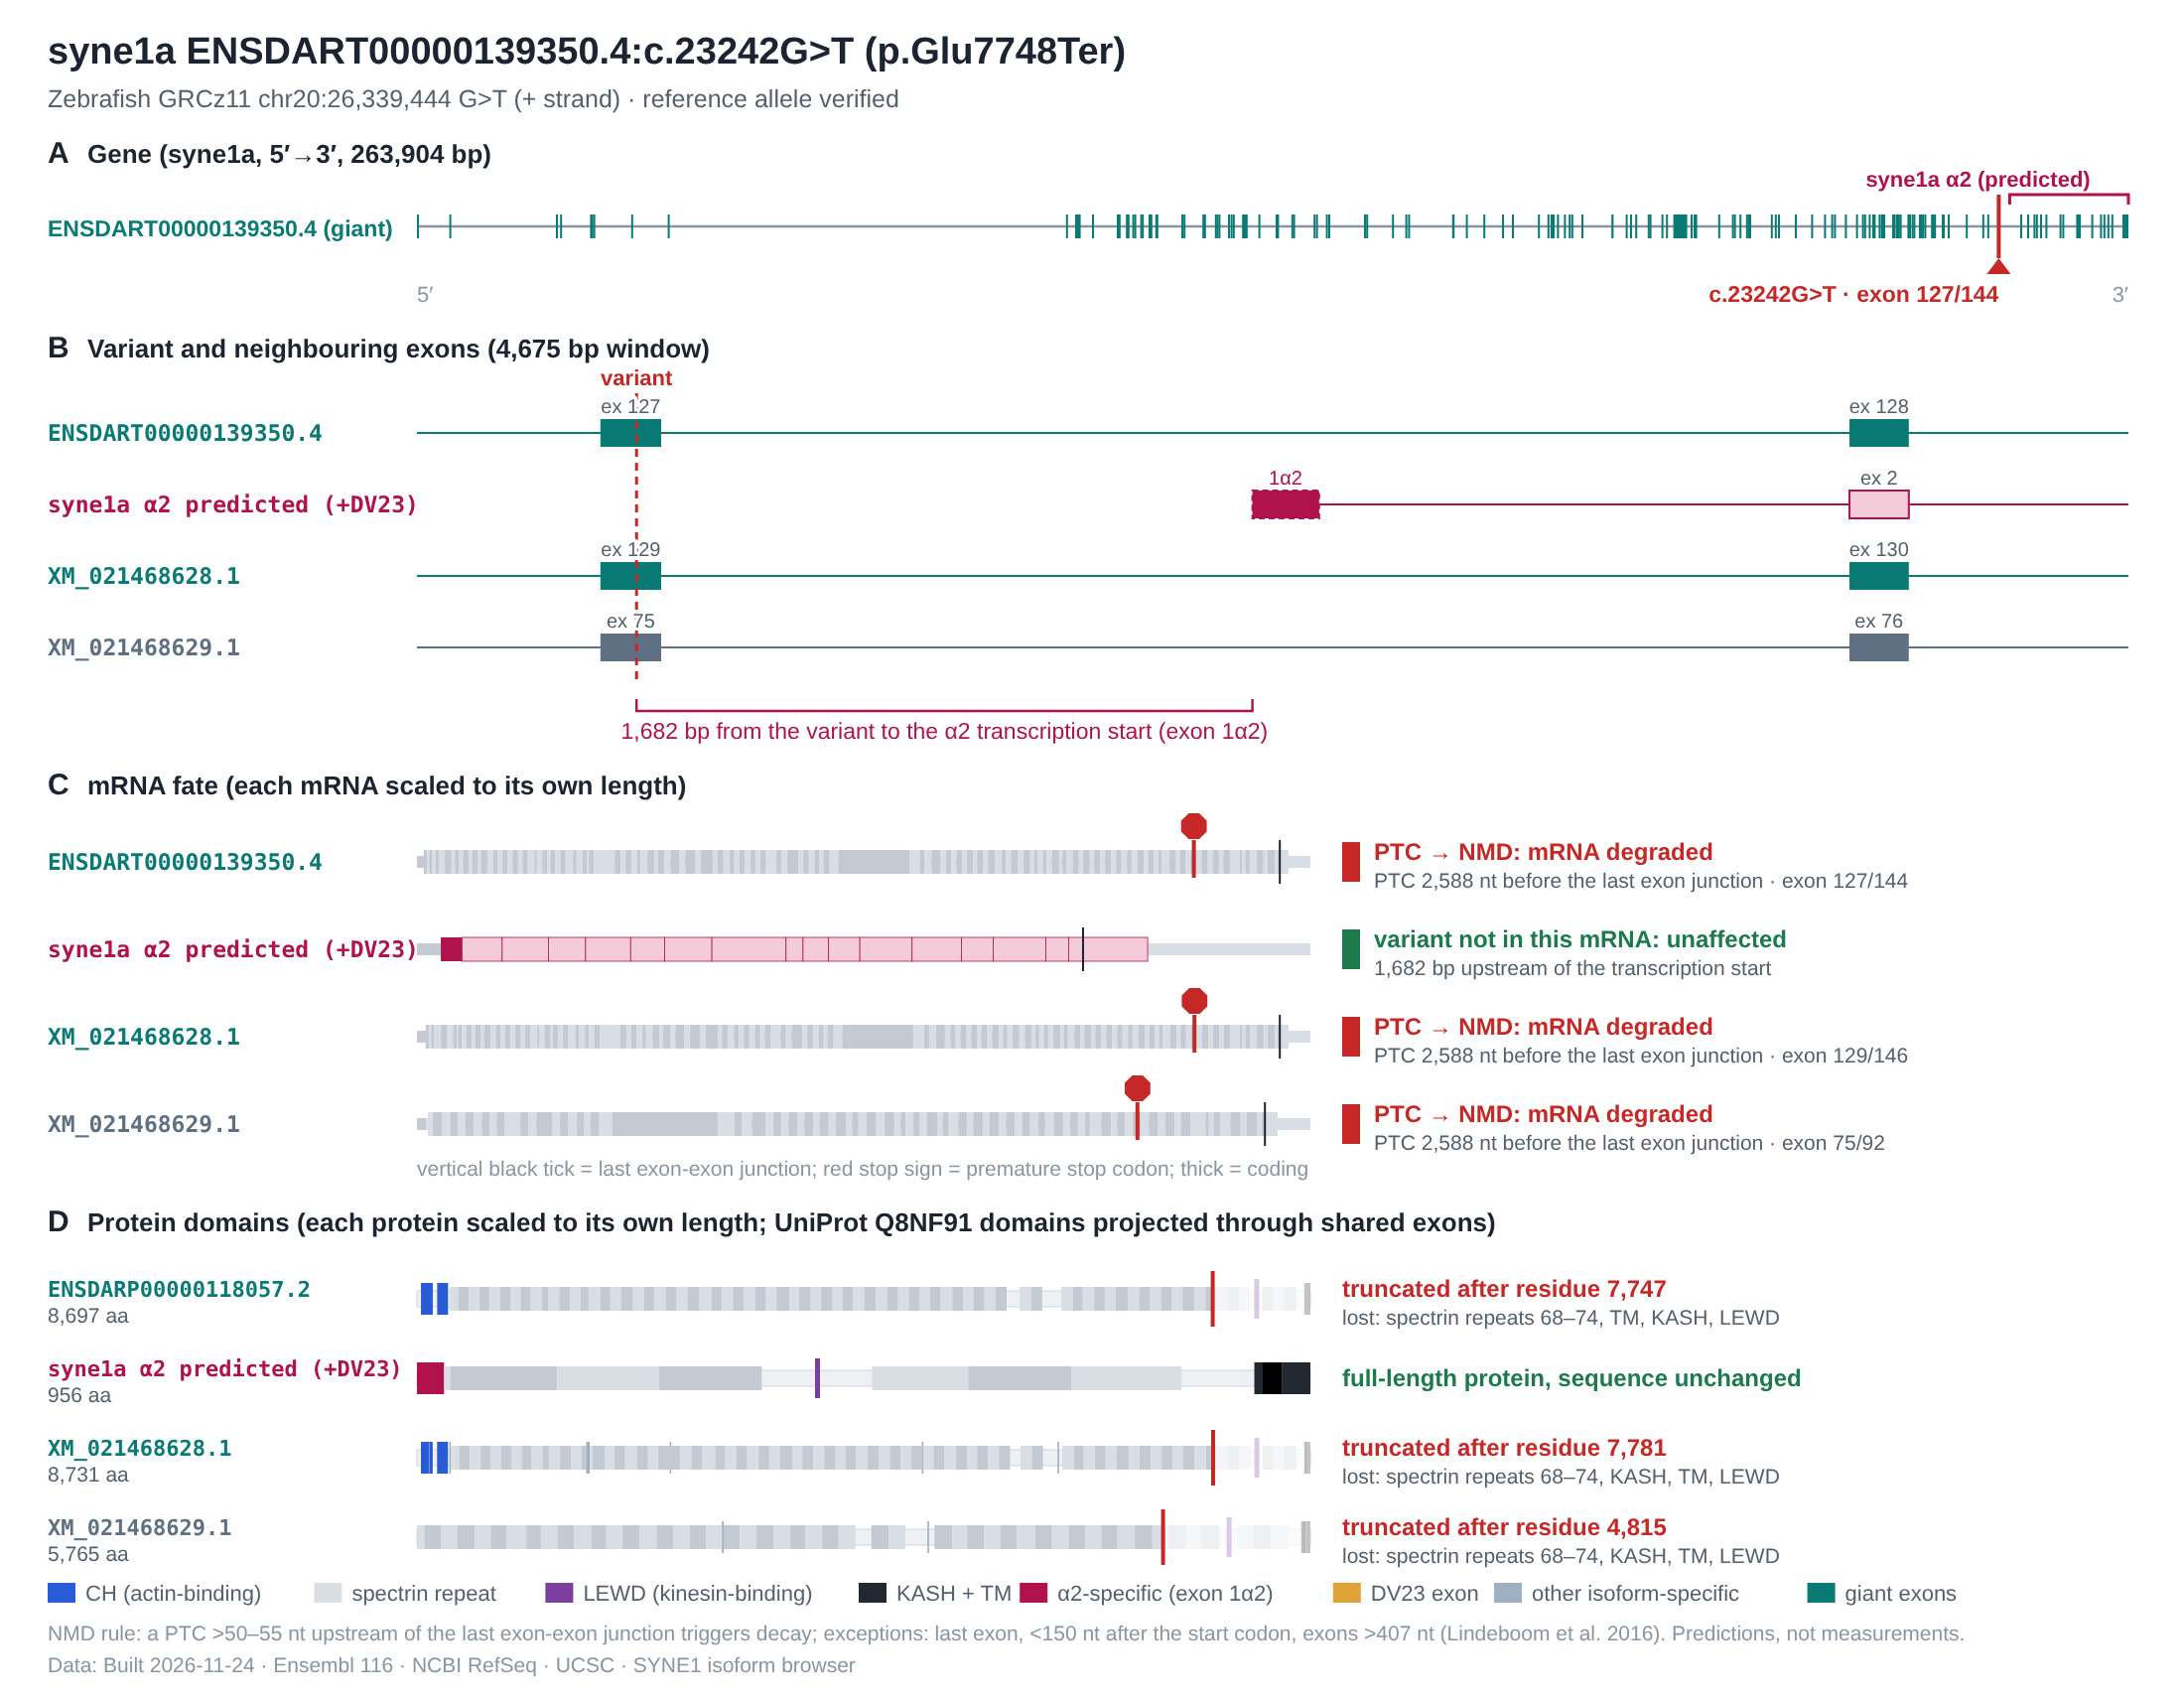 syne1a ENSDART00000139350.4:c.23242G>T (p.Glu7748Ter)
Zebrafish GRCz11 chr20:26,339,444 G>T (+ strand) · reference allele verified
A Gene (syne1a, 5′→3′, 263,904 bp)
syne1a α2 (predicted)
ENSDART00000139350.4 (giant)
5′
c.23242G>T · exon 127/144
3′
B Variant and neighbouring exons (4,675 bp window)
variant
ex 127
ex 128
ENSDART00000139350.4
1α2
ex 2
syne1a α2 predicted (+DV23)
ex 129
ex 130
XM_021468628.1
ex 75
ex 76
XM_021468629.1
1,682 bp from the variant to the α2 transcription start (exon 1α2)
C mRNA fate (each mRNA scaled to its own length)
ENSDART00000139350.4
PTC → NMD: mRNA degraded
PTC 2,588 nt before the last exon junction · exon 127/144
syne1a α2 predicted (+DV23)
variant not in this mRNA: unaffected
1,682 bp upstream of the transcription start
XM_021468628.1
PTC → NMD: mRNA degraded
PTC 2,588 nt before the last exon junction · exon 129/146
XM_021468629.1
PTC → NMD: mRNA degraded
PTC 2,588 nt before the last exon junction · exon 75/92
vertical black tick = last exon-exon junction; red stop sign = premature stop codon; thick = coding
D Protein domains (each protein scaled to its own length; UniProt Q8NF91 domains projected through shared exons)
ENSDARP00000118057.2
8,697 aa
truncated after residue 7,747
lost: spectrin repeats 68–74, TM, KASH, LEWD
syne1a α2 predicted (+DV23)
956 aa
full-length protein, sequence unchanged
XM_021468628.1
8,731 aa
truncated after residue 7,781
lost: spectrin repeats 68–74, KASH, TM, LEWD
XM_021468629.1
5,765 aa
truncated after residue 4,815
lost: spectrin repeats 68–74, KASH, TM, LEWD
CH (actin-binding)
spectrin repeat
LEWD (kinesin-binding)
KASH + TM
α2-specific (exon 1α2)
DV23 exon
other isoform-specific
giant exons
NMD rule: a PTC >50–55 nt upstream of the last exon-exon junction triggers decay; exceptions: last exon, <150 nt after the start codon, exons >407 nt (Lindeboom et al. 2016). Predictions, not measurements.
Data: Built 2026-11-24 · Ensembl 116 · NCBI RefSeq · UCSC · SYNE1 isoform browser